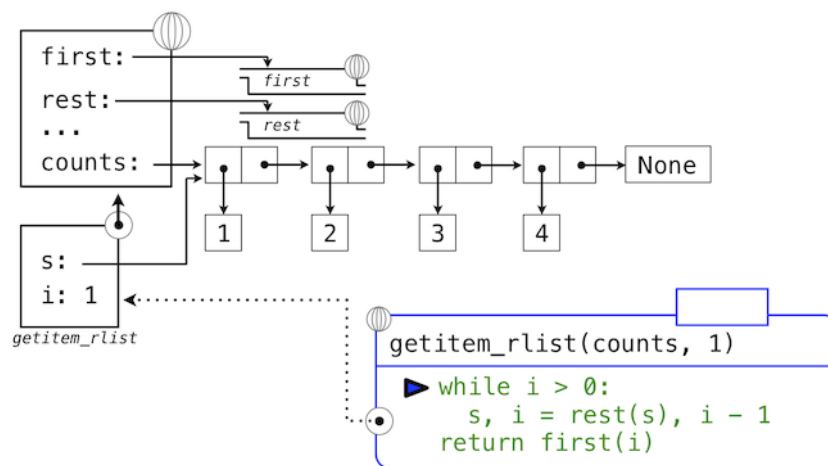 first:
first
rest:
rest
...
counts:
None
1
2
3
4
s:
i: 1
getitem_rlist
getitem_rlist(counts, 1)
while i > 0:
s, i = rest(s), i - 1
return first(i)